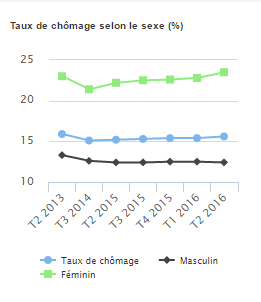 Taux de chômage selon le sexe (%)
25
20
15
10
T2 2013
T3 2014
T2 2015
T3 2015
T4 2015
T1 2016
T2 2016
Taux de chômage
Masculin
Féminin